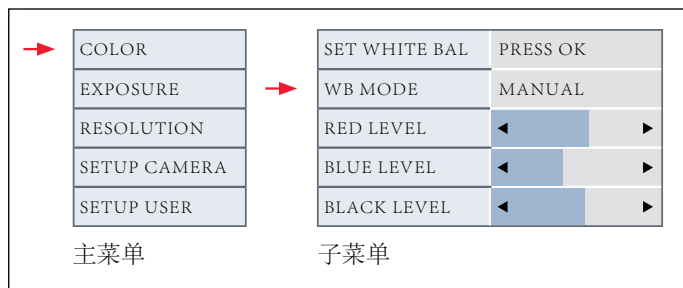 COLOR
EXPOSURE
RESOLUTION
SETUP CAMERA
SETUP USER
主菜单
SET WHITE BAL PRESS OK
WB MODE MANUAL
RED LEVEL
BLUE LEVEL
BLACK LEVEL
子菜单